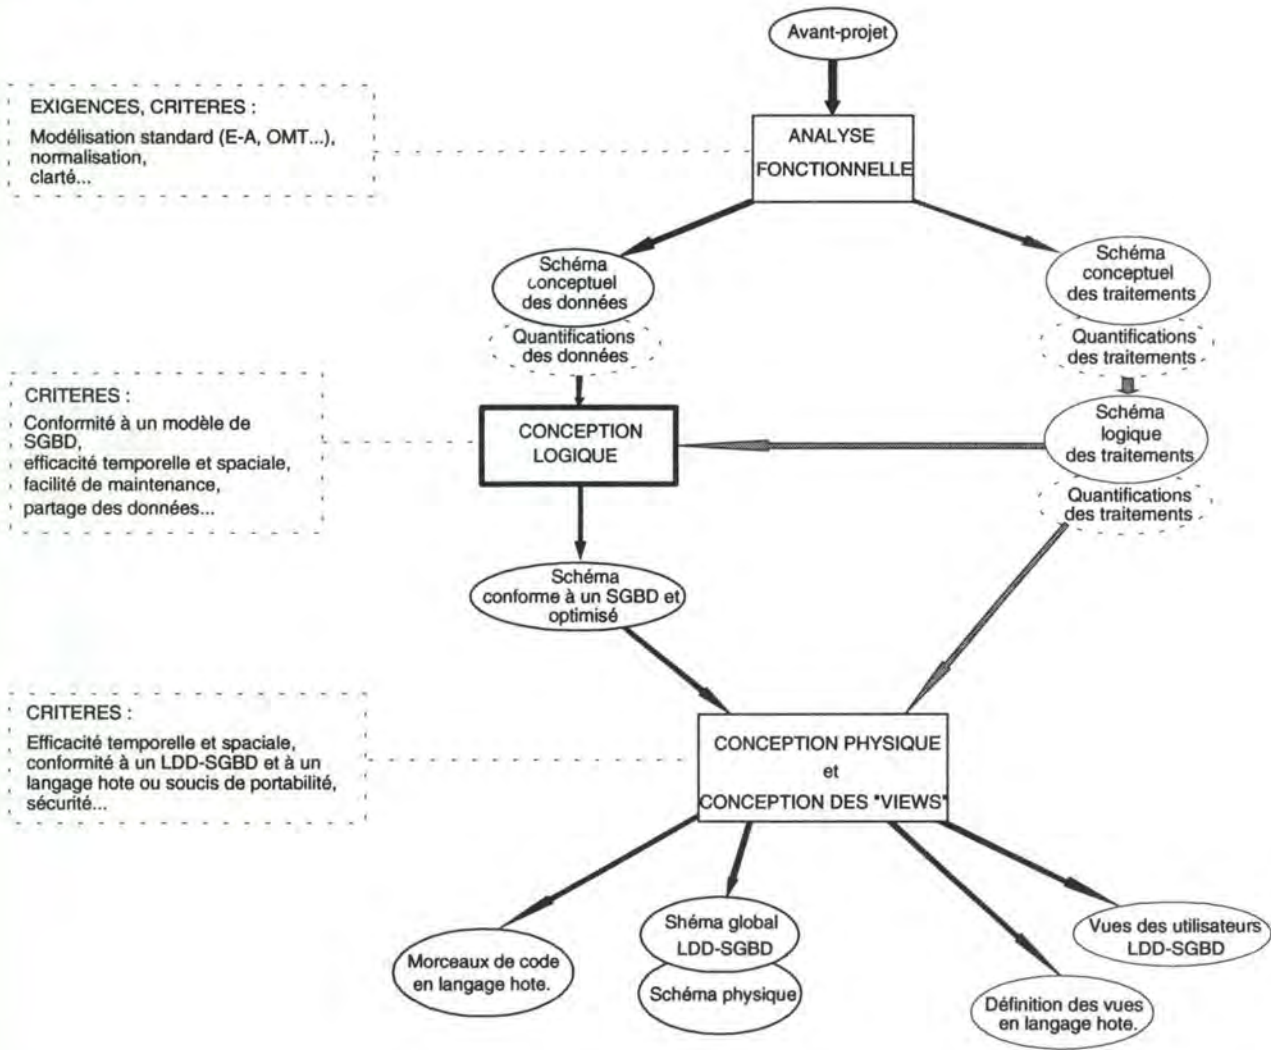 Avant-projet
EXIGENCES, CRITERES :
Modélisation standard (E-A, OMT...),
normalisation,
clarté...
ANALYSE
FONCTIONNELLE
Schéma
conceptuel
des données
Quantifications
des données
Schéma
conceptuel
des traitements
Quantifications
des traitements
CRITERES :
Conformité à un modèle de
SGBD,
efficacité temporelle et spaciale,
facilité de maintenance,
partage des données...
CONCEPTION
LOGIQUE
Schéma
logique
des traitements
Quantifications
des traitements
Schéma
conforme à un SGBD et
optimisé
CRITERES :
Efficacité temporelle et spaciale,
conformité à un LDD-SGBD et à un
langage hote ou soucis de portabilité,
sécurité...
CONCEPTION PHYSIQUE
et
CONCEPTION DES "VIEWS"
Morceaux de code
en langage hote.
Shéma global
LDD-SGBD
Schéma physique
Vues des utilisateurs
LDD-SGBD
Définition des vues
en langage hote.